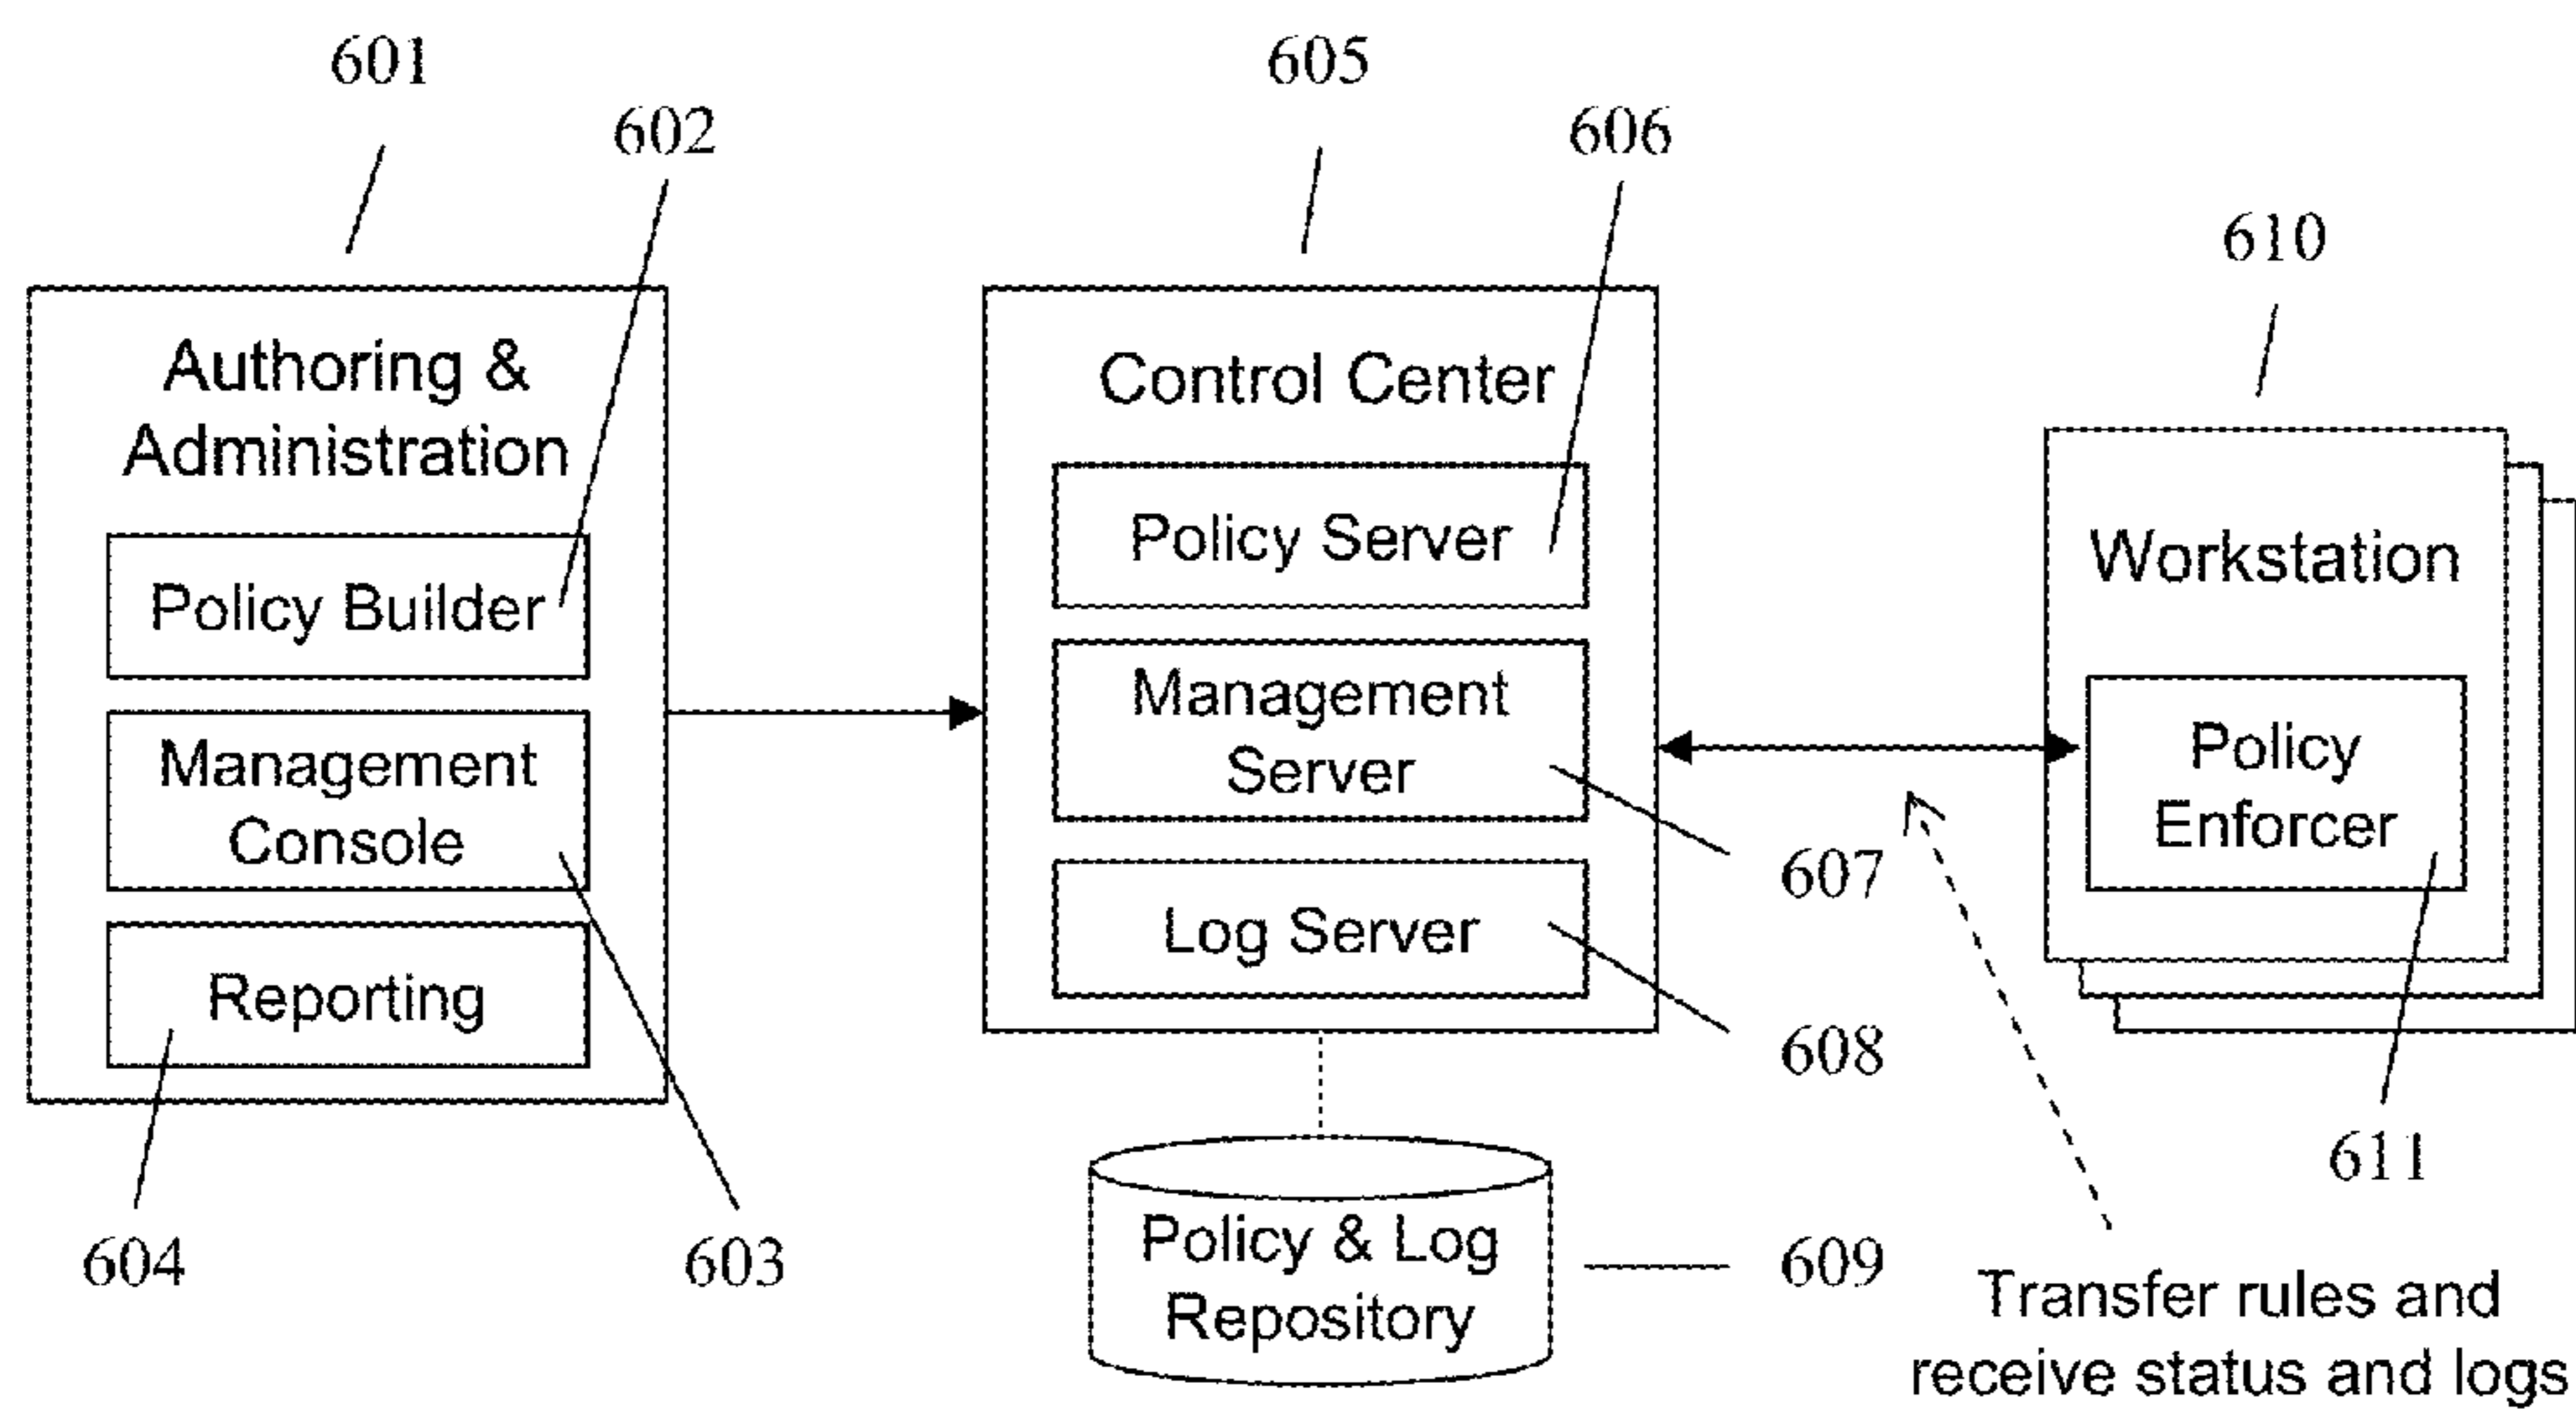 601
602
605
606
610
Authoring &
Administration
Policy Builder
Management
Console
Reporting
604
603
Control Center
Policy Server
Management
Server
Log Server
607
608
Policy & Log
Repository
609
Workstation
Policy
Enforcer
611
Transfer rules and
receive status and logs